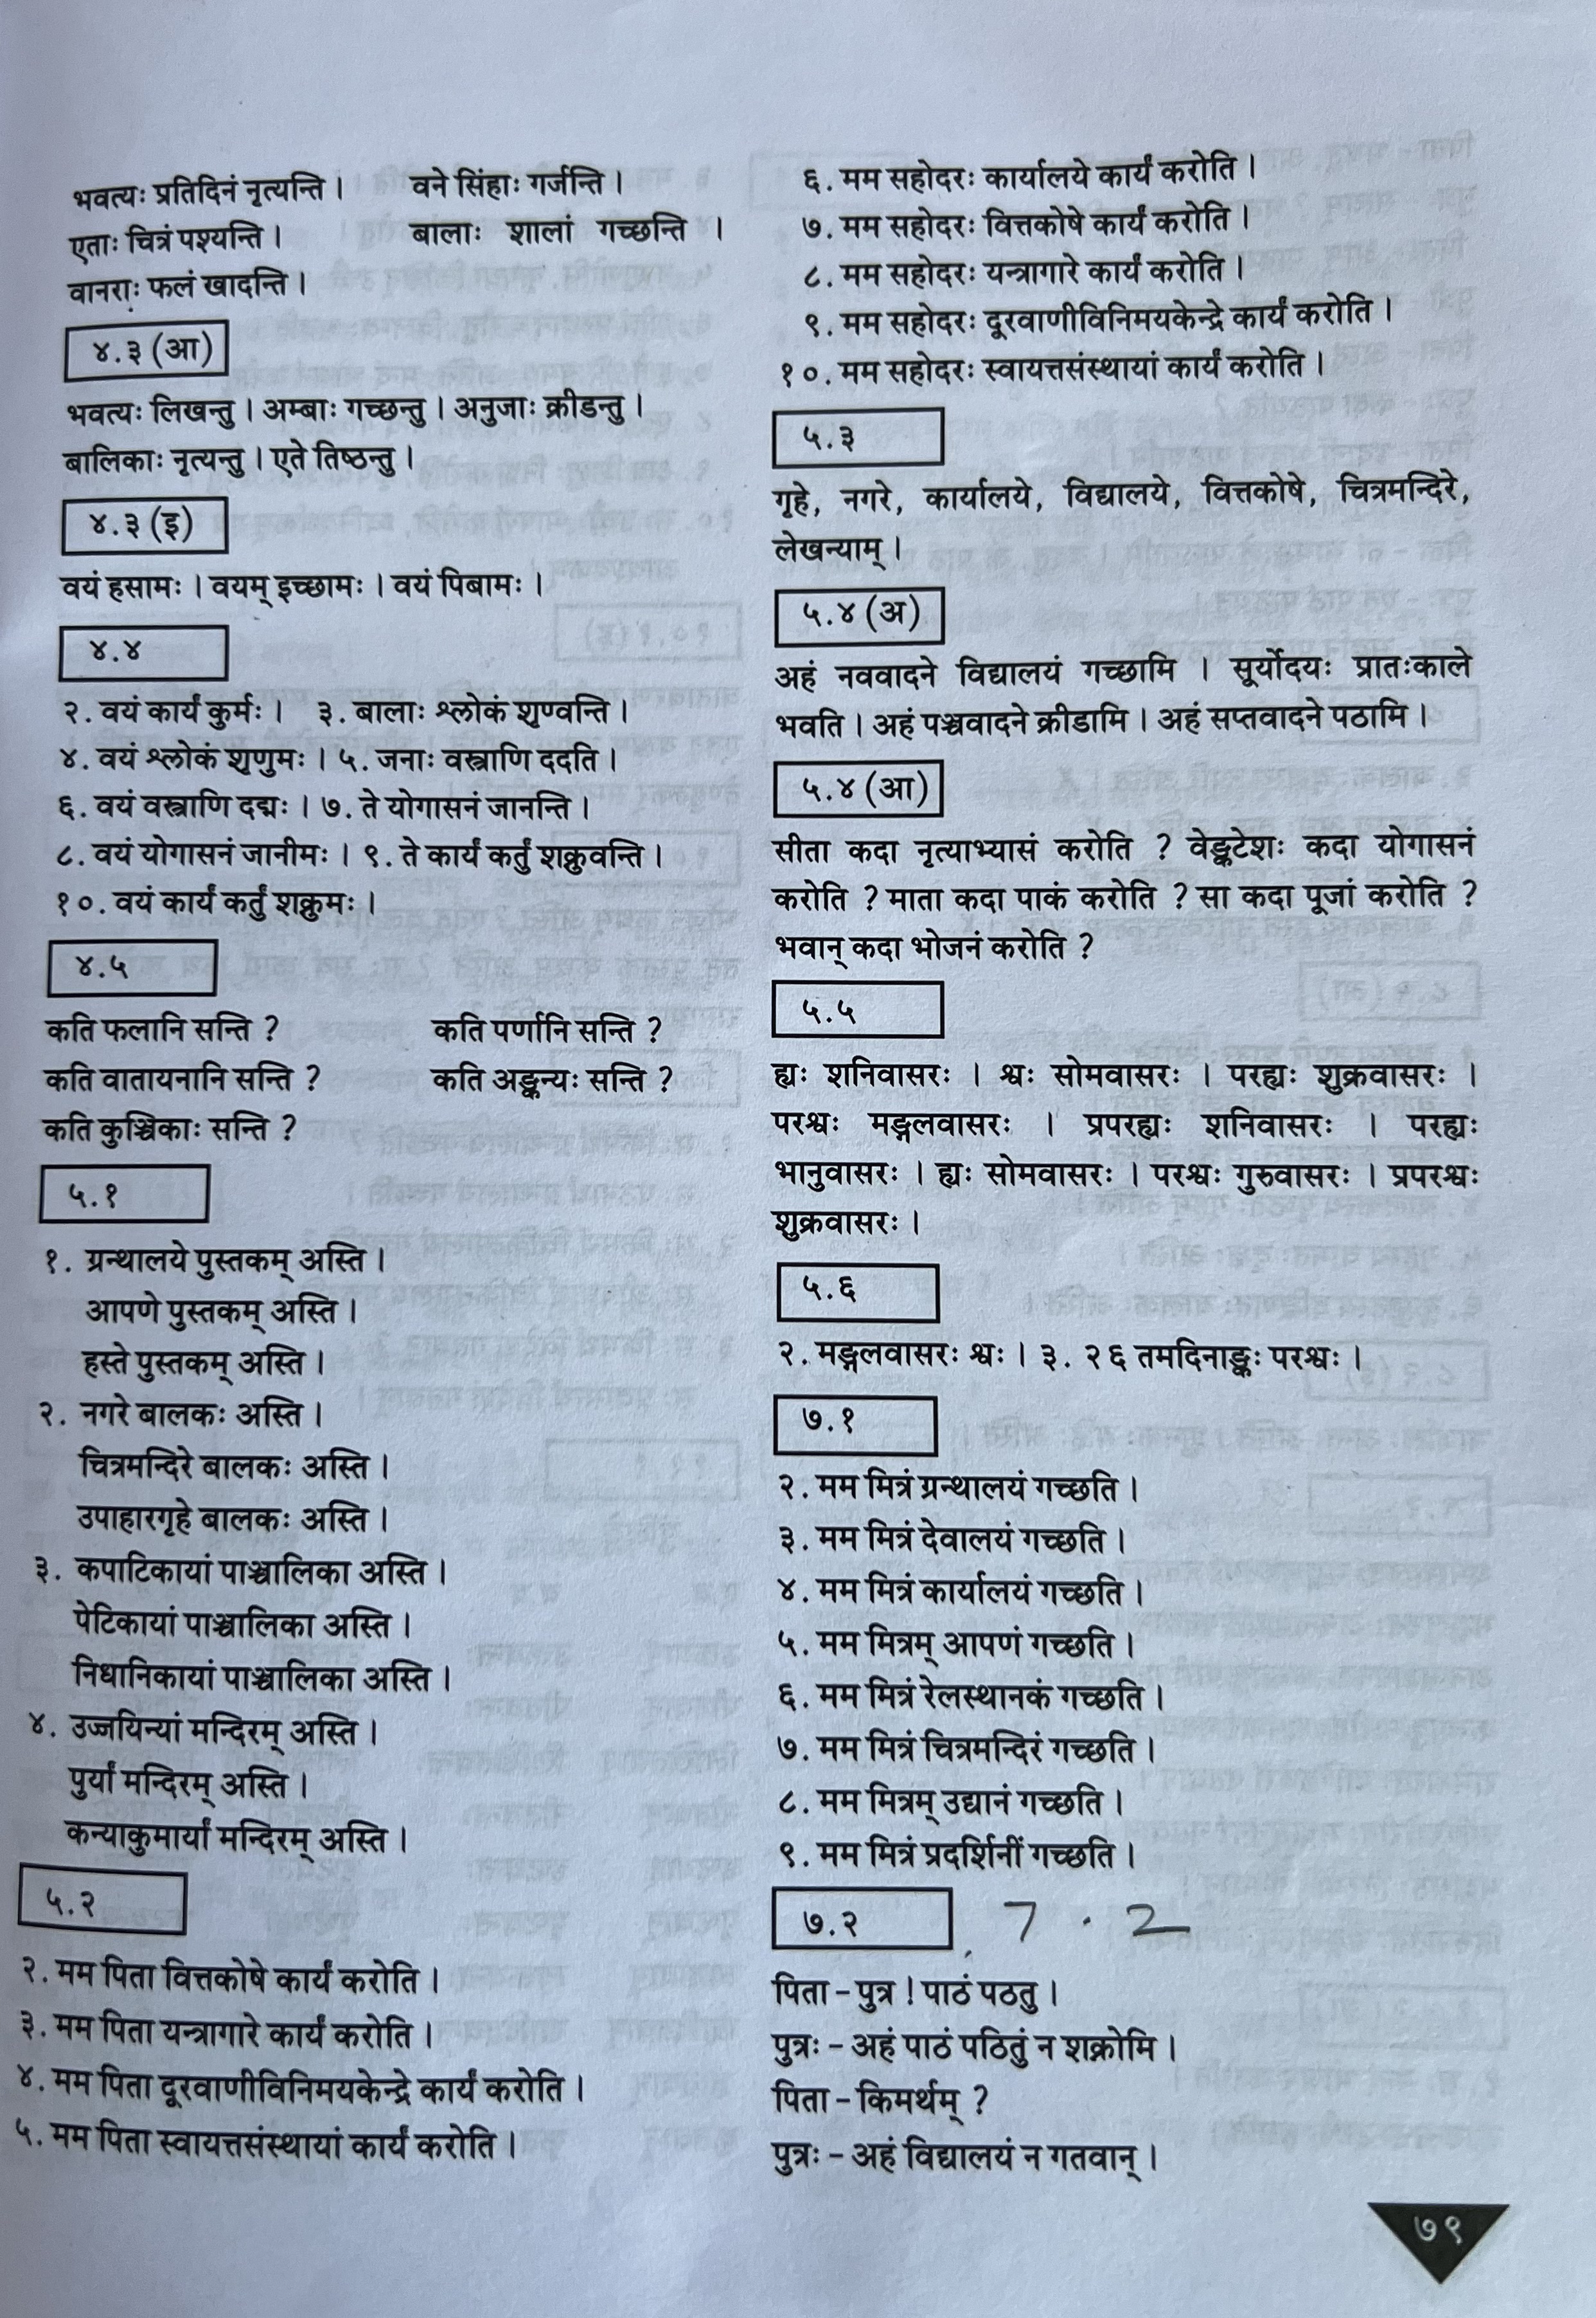 भवत्यः प्रतिदिनं नृत्यन्ति । वने सिंहाः गर्जन्ति ।
एताः चित्रं पश्यन्ति । बालाः शालां गच्छन्ति ।
वानराः फलं खादन्ति ।
४.३ (आ)
भवत्यः लिखन्तु । अम्बाः गच्छन्तु । अनुजाः क्रीडन्तु ।
बालिकाः नृत्यन्तु । एते तिष्ठन्तु ।
४.३ (इ)
वयं हसामः । वयम् इच्छामः । वयं पिबामः ।
४.४
२. वयं कार्यं कुर्मः । ३. बालाः श्लोकं शृण्वन्ति ।
४. वयं श्लोकं शृणुमः । ५. जनाः वस्त्राणि ददति ।
६. वयं वस्त्राणि दद्मः । ७. ते योगासनं जानन्ति ।
८. वयं योगासनं जानीमः । ९. ते कार्यं कर्तुं शक्नुवन्ति ।
१०. वयं कार्यं कर्तुं शक्नुमः ।
४.५
कति फलानि सन्ति ? कति पर्णानि सन्ति ?
कति वातायनानि सन्ति ? कति अङ्कन्यः सन्ति ?
कति कुञ्चिकाः सन्ति ?
५.१
१. ग्रन्थालये पुस्तकम् अस्ति ।
आपणे पुस्तकम् अस्ति ।
हस्ते पुस्तकम् अस्ति ।
२. नगरे बालकः अस्ति ।
चित्रमन्दिरे बालकः अस्ति ।
उपाहारगृहे बालकः अस्ति ।
३. कपाटिकायां पाञ्चालिका अस्ति ।
पेटिकायां पाञ्चालिका अस्ति ।
निधानिकायां पाञ्चालिका अस्ति ।
४. उज्जयिन्यां मन्दिरम् अस्ति ।
पुर्यां मन्दिरम् अस्ति ।
कन्याकुमार्यां मन्दिरम् अस्ति ।
५.२
२. मम पिता वित्तकोषे कार्यं करोति ।
३. मम पिता यन्त्रागारे कार्यं करोति ।
४. मम पिता दूरवाणीविनिमयकेन्द्रे कार्यं करोति ।
५. मम पिता स्वायत्तसंस्थायां कार्यं करोति ।
६. मम सहोदरः कार्यालये कार्यं करोति ।
७. मम सहोदरः वित्तकोषे कार्यं करोति ।
८. मम सहोदरः यन्त्रागारे कार्यं करोति ।
९. मम सहोदरः दूरवाणीविनिमयकेन्द्रे कार्यं करोति ।
१०. मम सहोदरः स्वायत्तसंस्थायां कार्यं करोति ।
५.३
गृहे, नगरे, कार्यालये, विद्यालये, वित्तकोषे, चित्रमन्दिरे,
लेखन्याम् ।
५.४ (अ)
अहं नववादने विद्यालयं गच्छामि । सूर्योदयः प्रातःकाले
भवति । अहं पञ्चवादने क्रीडामि । अहं सप्तवादने पठामि ।
५.४ (आ)
सीता कदा नृत्याभ्यासं करोति ? वेङ्कटेशः कदा योगासनं
करोति ? माता कदा पाकं करोति ? सा कदा पूजां करोति ?
भवान् कदा भोजनं करोति ?
५.५
ह्यः शनिवासरः । श्वः सोमवासरः । परह्यः शुक्रवासरः ।
परश्वः मङ्गलवासरः । प्रपरह्यः शनिवासरः । परह्यः
भानुवासरः । ह्यः सोमवासरः । परश्वः गुरुवासरः । प्रपरश्वः
शुक्रवासरः ।
५.६
२. मङ्गलवासरः श्वः । ३. २६ तमदिनाङ्कः परश्वः ।
७.१
२. मम मित्रं ग्रन्थालयं गच्छति ।
३. मम मित्रं देवालयं गच्छति ।
४. मम मित्रं कार्यालयं गच्छति ।
५. मम मित्रम् आपणं गच्छति ।
६. मम मित्रं रेलस्थानकं गच्छति ।
७. मम मित्रं चित्रमन्दिरं गच्छति ।
८. मम मित्रम् उद्यानं गच्छति ।
९. मम मित्रं प्रदर्शिनीं गच्छति ।
७.२ 7.2
पिता - पुत्र ! पाठं पठतु ।
पुत्रः - अहं पाठं पठितुं न शक्नोमि ।
पिता - किमर्थम् ?
पुत्रः - अहं विद्यालयं न गतवान् ।
७९